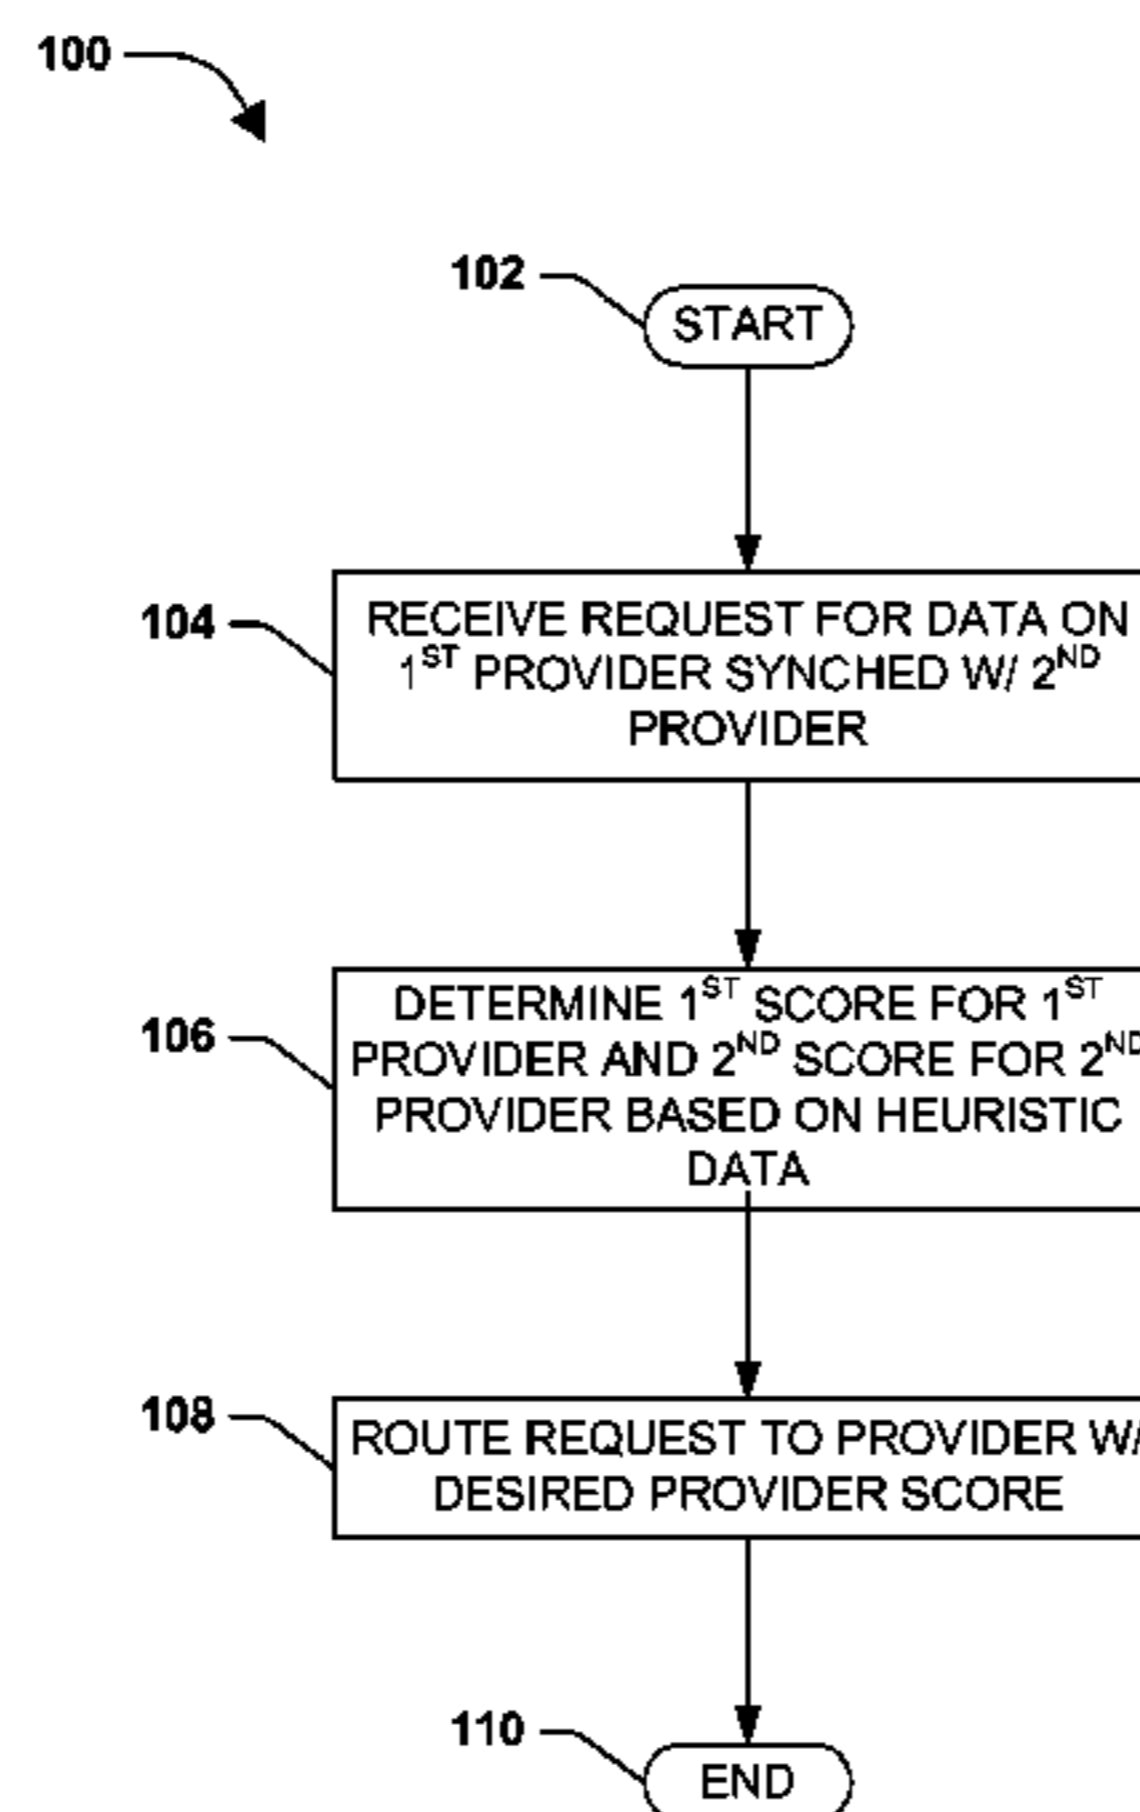 100
102
START
104
RECEIVE REQUEST FOR DATA ON
1ST PROVIDER SYNCHED W/ 2ND
PROVIDER
106
DETERMINE 1ST SCORE FOR 1ST
PROVIDER AND 2ND SCORE FOR 2ND
PROVIDER BASED ON HEURISTIC
DATA
108
ROUTE REQUEST TO PROVIDER W/
DESIRED PROVIDER SCORE
110
END